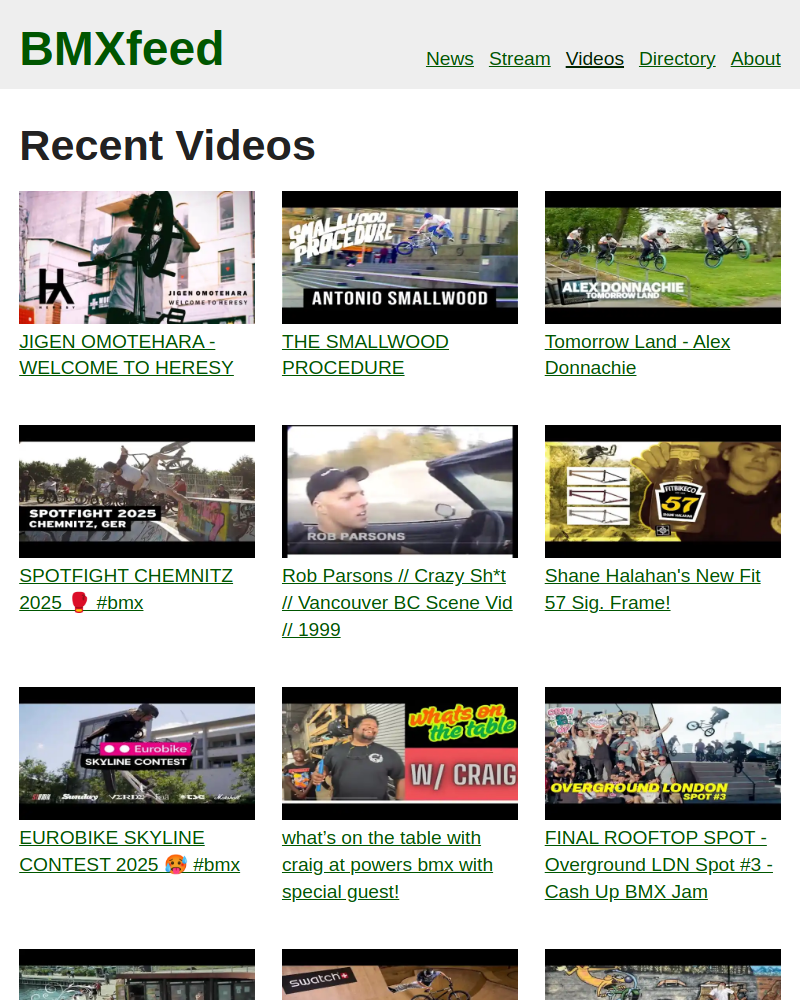 BMXfeed
News Stream Videos Directory About
Recent Videos
HERESY
JIGEN OMOTEHARA
WELCOME TO HERESY
SMALLWOOD
PROCEDURE
ANTONIO SMALLWOOD
ALEX DONNACHIE
TOMORROW LAND
JIGEN OMOTEHARA -
WELCOME TO HERESY
THE SMALLWOOD
PROCEDURE
Tomorrow Land - Alex
Donnachie
SPOTFIGHT 2025
CHEMNITZ, GER
ROB PARSONS
FITBIKECO
57
SHANE HALAHAN
SPOTFIGHT CHEMNITZ
2025 🥊 #bmx
Rob Parsons // Crazy Sh*t
// Vancouver BC Scene Vid
// 1999
Shane Halahan's New Fit
57 Sig. Frame!
Eurobike
SKYLINE CONTEST
Sunday
whats on
the table
W/ CRAIG
OVERGROUND LONDON
SPOT #3
EUROBIKE SKYLINE
CONTEST 2025 🥵 #bmx
what’s on the table with
craig at powers bmx with
special guest!
FINAL ROOFTOP SPOT -
Overground LDN Spot #3 -
Cash Up BMX Jam
swatch